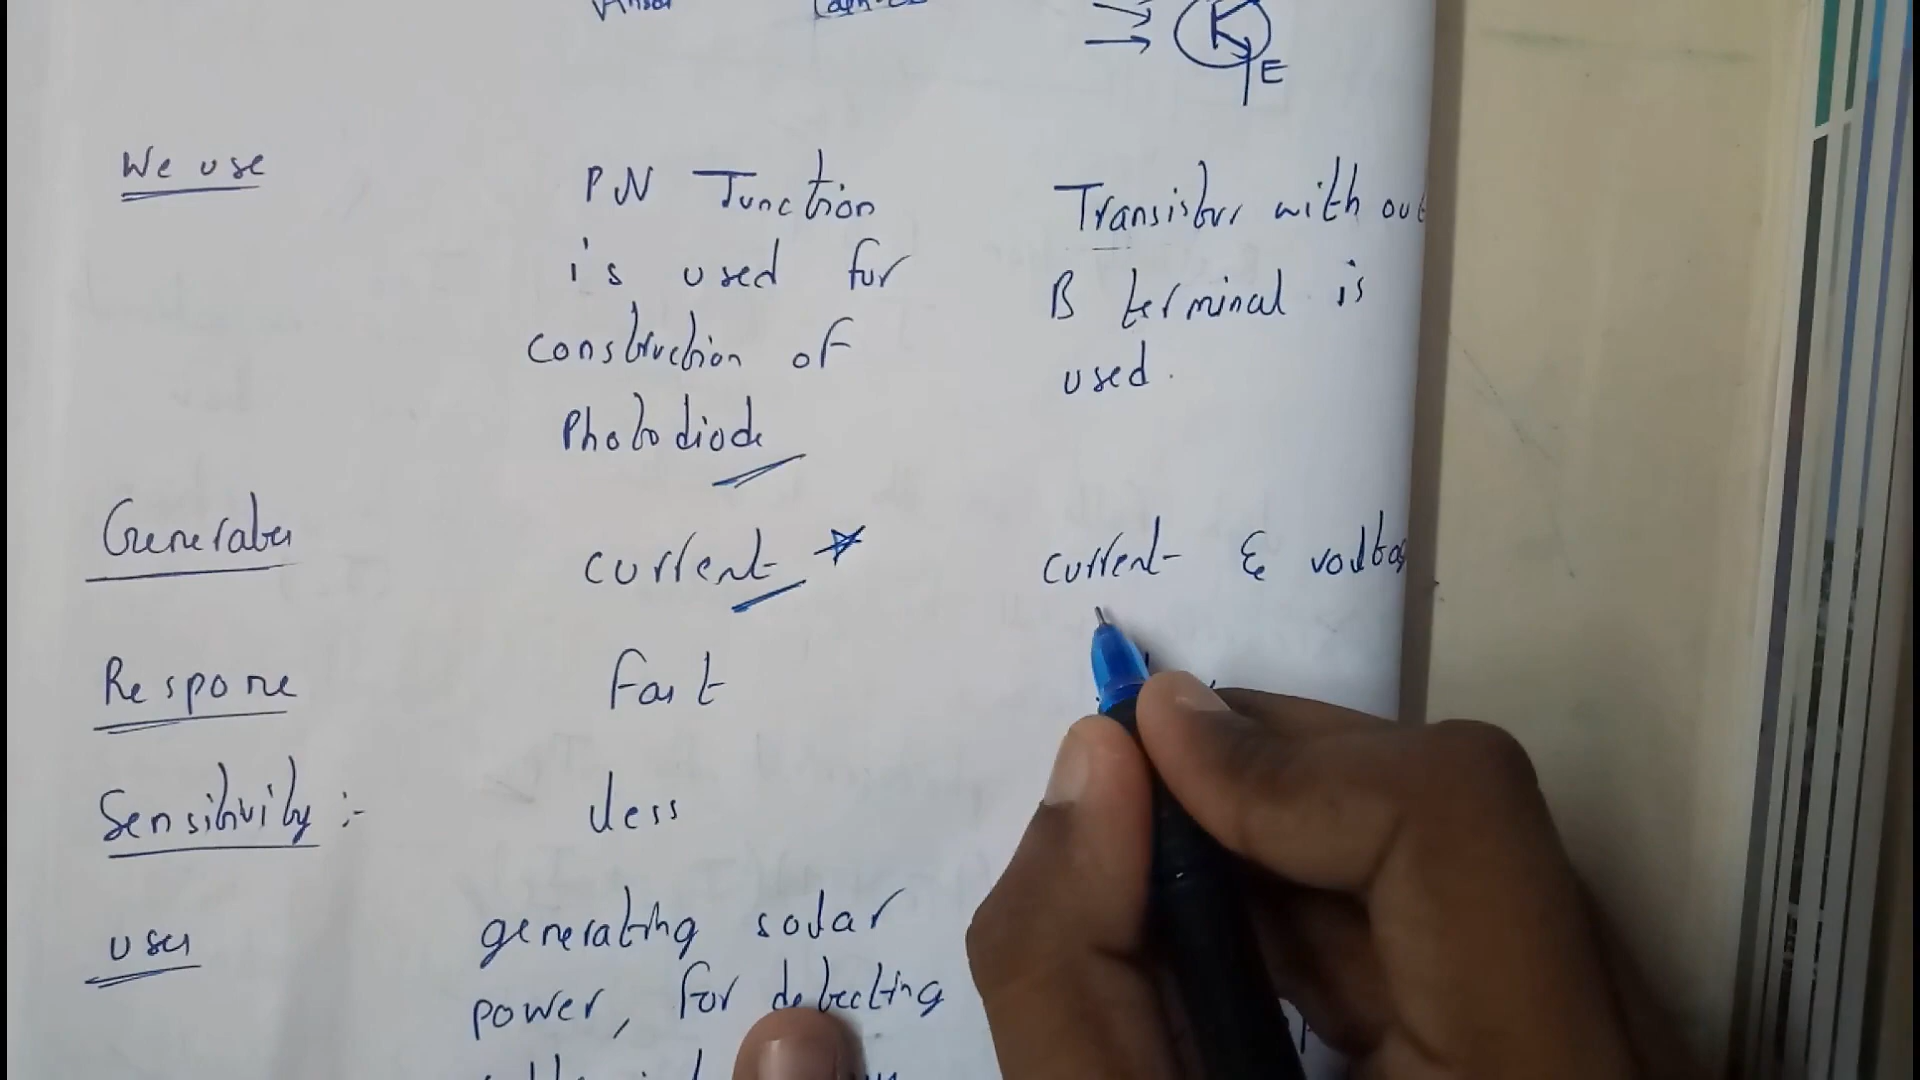 E
We use
PN Junction
is used for
construction of
Photodiode
Transistor with out
B terminal is
used.
Generates
current
current & voltag
Response
fast
Sensitivity :-
less
uses
generating solar
power, for detecting